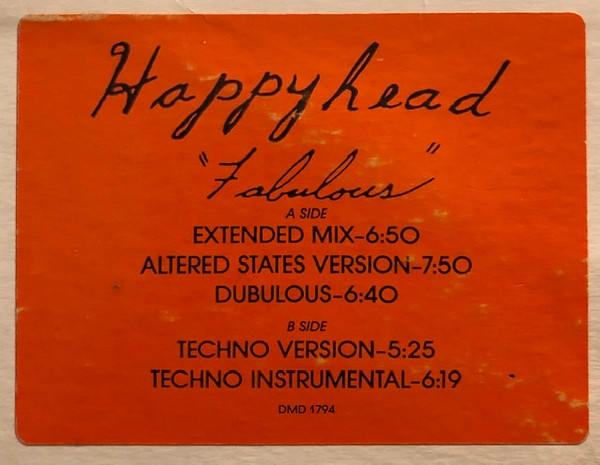 Happyhead
"Fabulous"
A SIDE
EXTENDED MIX-6:50
ALTERED STATES VERSION-7:50
DUBULOUS-6:40
B SIDE
TECHNO VERSION-5:25
TECHNO INSTRUMENTAL-6:19
DMD 1794